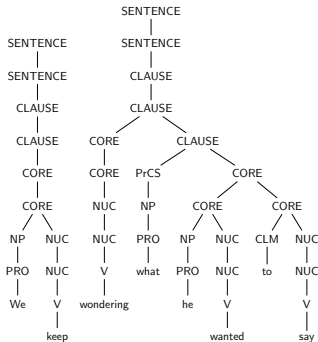 SENTENCE
SENTENCE SENTENCE
SENTENCE CLAUSE
CLAUSE CLAUSE
CLAUSE CORE CLAUSE
CORE CORE PrCS CORE
CORE NUC NP CORE CORE
NP NUC NUC PRO NP NUC CLM NUC
PRO NUC V what PRO NUC to NUC
We V wondering he V V
keep wanted say